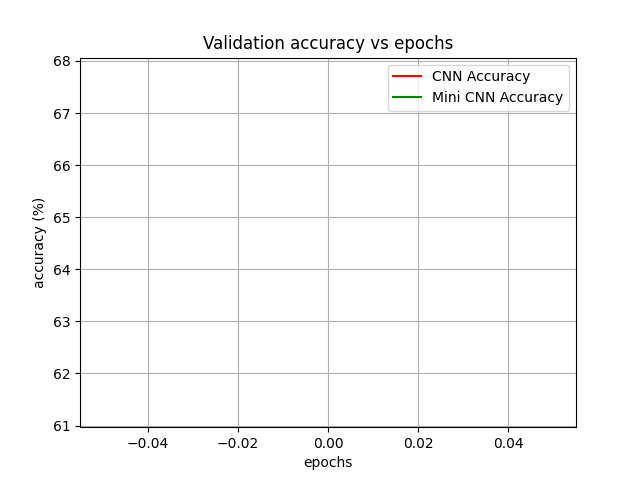 Validation accuracy vs epochs
CNN Accuracy
Mini CNN Accuracy
accuracy (%)
68
67
66
65
64
63
62
61
−0.04 −0.02 0.00 0.02 0.04
epochs